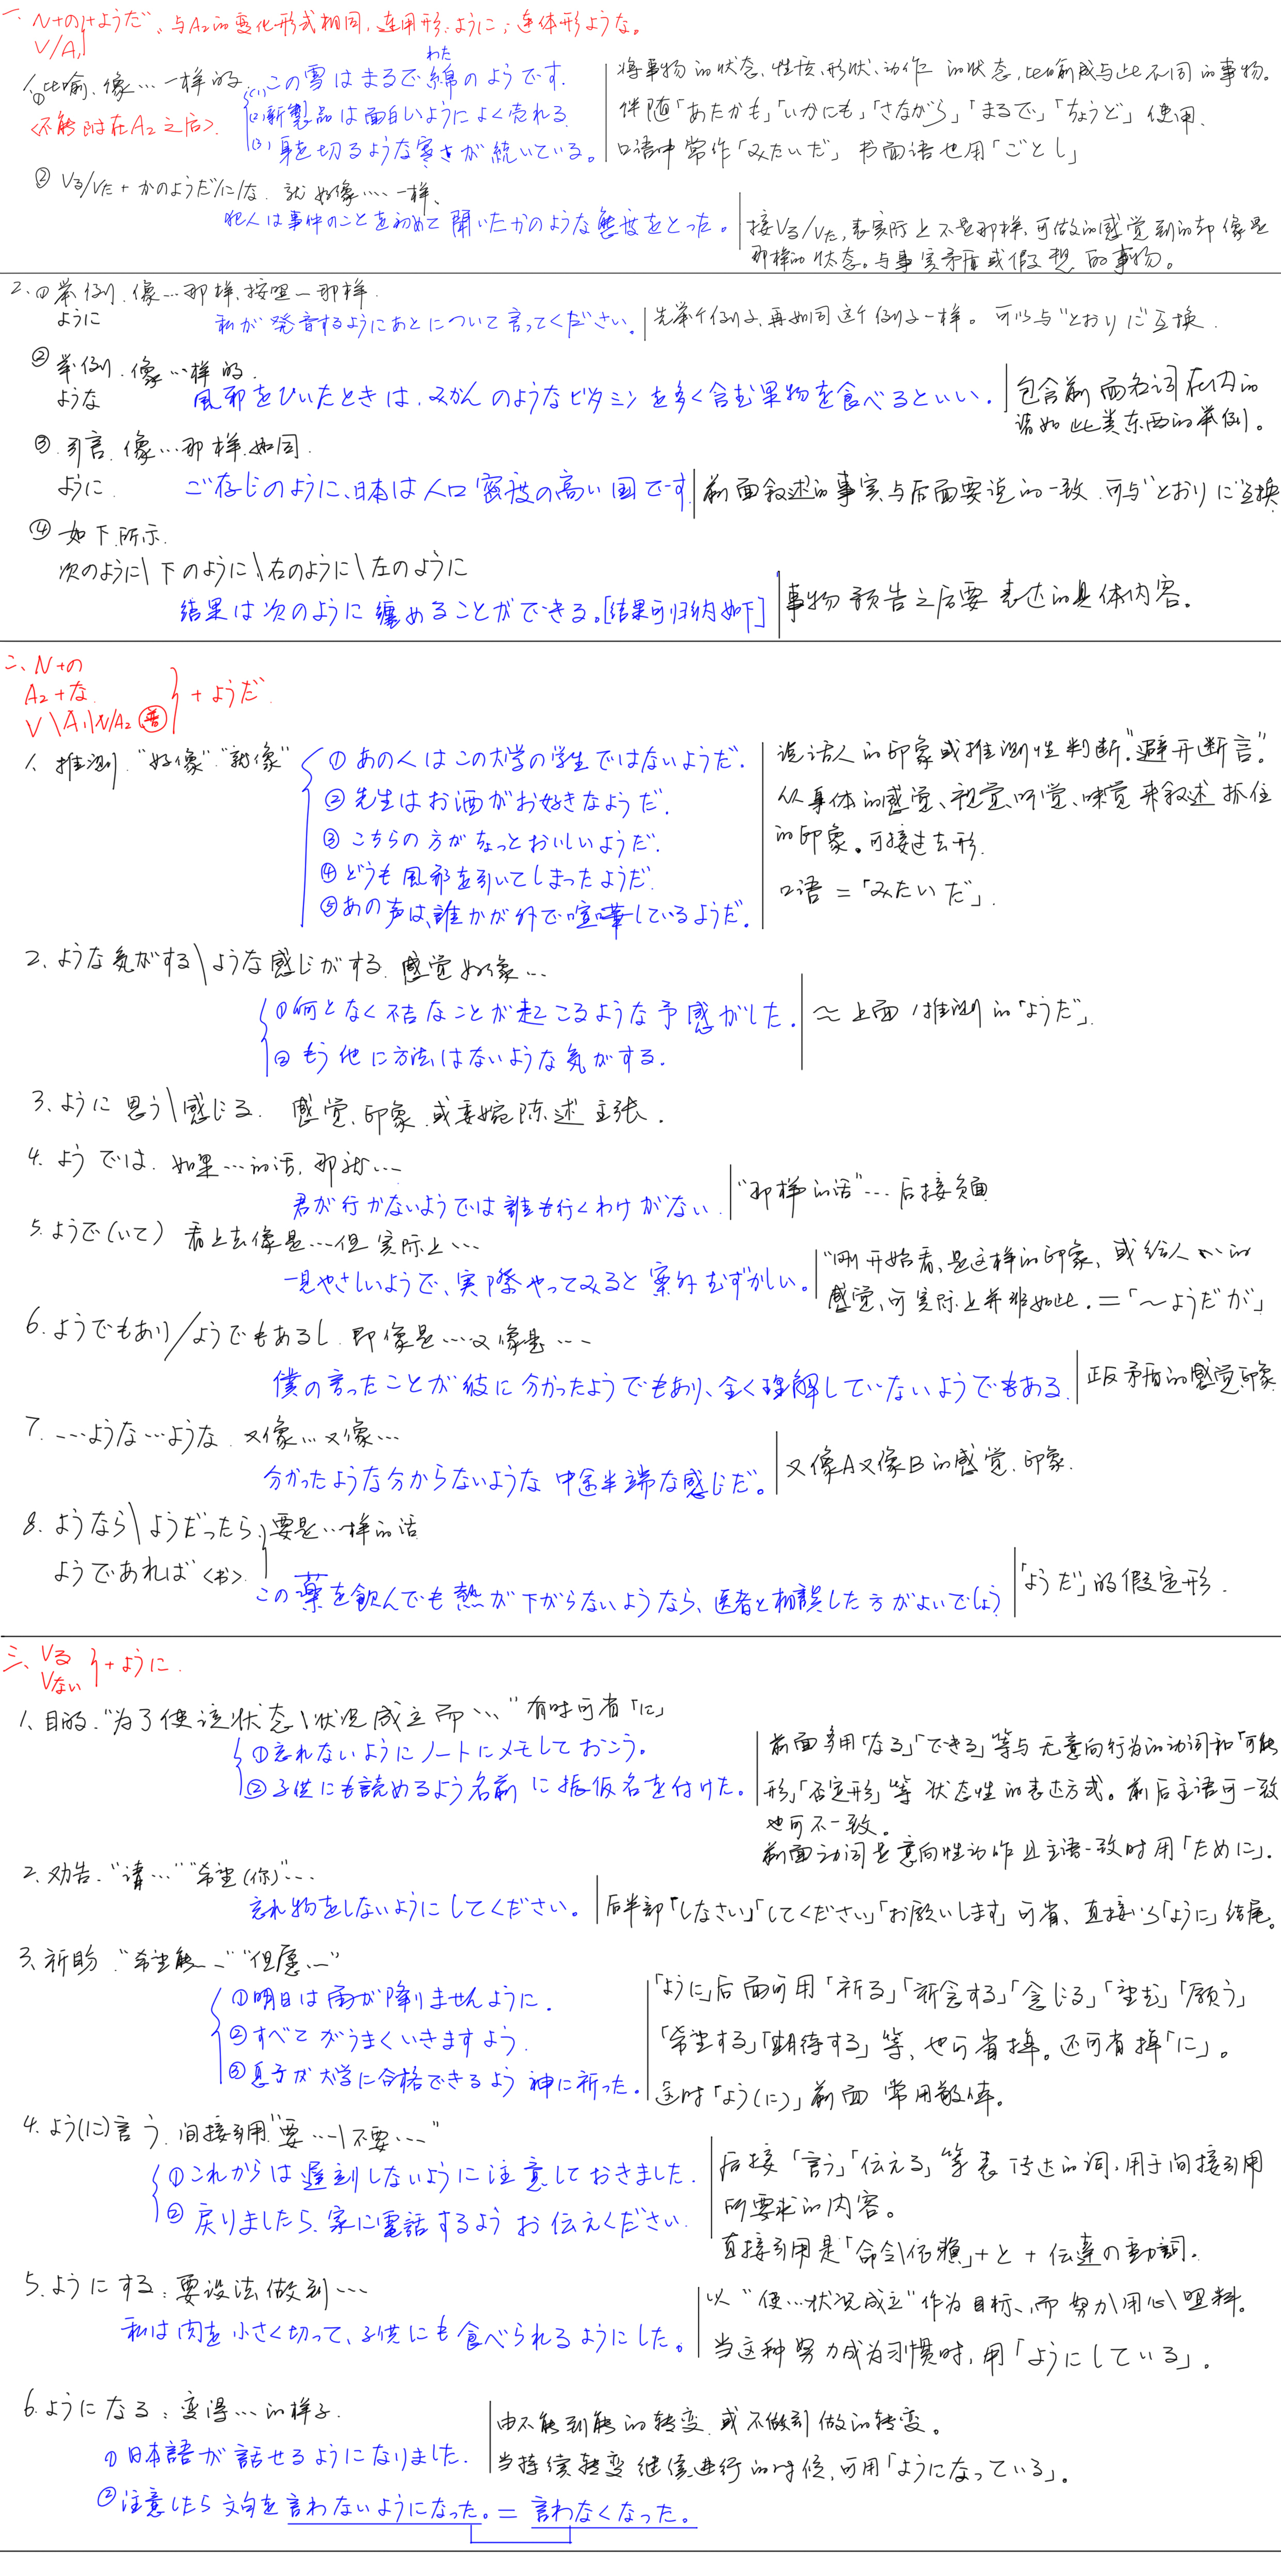 一、N+の}+ようだ、与A₂的变化形式相同,连用形:ように;连体形ような。
V/A₁
1.①比喻.像…一样的
<不能附在A₂之后>
わた
(1)この雪はまるで綿のようです.
(2)新製品は面白いようによく売れる.
(3)身を切るような寒さが続いている。
将事物的状态、性质、形状、动作的状态,比喻成与此不同的事物。
伴随「あたかも」「いかにも」「さながら」「まるで」「ちょうど」使用.
口语中常作「みたいだ」书面语也用「ごとし」
② Vる/Vた + かのようだ/に/な. 就好像……一样、
犯人は事件のことを初めて聞いたかのような態度をとった。
接Vる/Vた,表实际上不是那样,可做的感觉到的却像是
那样的状态。与事实矛盾或假想的事物。
2.①举例.像…那样,按照…那样.
ように
私が発音するようにあとについて言ってください.
先举个例子,再如同这个例子一样。可以与"とおりに"互换.
②举例.像…样的.
ような
風邪をひいたときは、みかんのようなビタミンを多く含む果物を食べるといい.
包含前面名词在内的
诸如此类东西的举例。
③.引言.像…那样.如同.
ように.
ご存じのように、日本は人口密度の高い国です
前面叙述的事实与后面要说的一致.可与"とおりに"互换
④如下所示.
次のように\下のように\右のように\左のように
結果は次のように纏めることができる。[结果可归纳如下]
事物预告之后要表达的具体内容。
二、N+の
A₂+な
V\A₁\N/A₂ 普
}+ようだ.
1.推测."好像""就像"
①あの人はこの大学の学生ではないようだ.
②先生はお酒がお好きなようだ.
③こちらの方がちょっとおいしいようだ.
④どうも風邪を引いてしまったようだ.
⑤あの声は、誰かが外で喧嘩しているようだ。
说话人的印象或推测性判断."避开断言"
从身体的感觉、视觉、听觉、味觉来叙述抓住
的印象。可接过去形.
口语=「みたいだ」.
2.ような気がする\ような感じがする.感觉好像…
①何となく不吉なことが起こるような予感がした.
②もう他に方法はないような気がする.
≈上面1推测的「ようだ」.
3.ように思う\感じる. 感觉、印象.或委婉陈述主张.
4.ようでは.如果…的话,那就…
君が行かないようでは誰も行くわけがない.
"那样的话"…后接负面
5.ようで(いて) 看上去像是…但实际上…
一見やさしいようで、実際やってみると案外むずかしい。
"刚开始看,是这样的印象,或给人…的
感觉,可实际上并非如此.=「~ようだが」
6.ようでもあり/ようでもあるし.即像是…又像是…
僕の言ったことが彼に分かったようでもあり、全く理解していないようでもある.
正反矛盾的感觉印象
7.…ような…ような.又像…又像…
分かったような分からないような中途半端な感じだ。
又像A又像B的感觉.印象.
8.ようなら\ようだったら、要是…样的话
ようであれば<书>.
この薬を飲んでも熱が下がらないようなら、医者と相談した方がよいでしょう
「ようだ」的假定形.
三、Vる
Vない
}+ように.
1.目的."为了使该状态\状况成立而…"有时可省「に」
①忘れないようにノートにメモしておこう。
②子供にも読めるよう名前に振仮名を付けた。
前面多用「なる」「できる」等与无意向行为的动词和「可能
形」「否定形」等状态性的表达方式。前后主语可一致
也可不一致。
前面动词是意向性动作且主语一致时用「ために」.
2.劝告."请…""希望(你)"…
忘れ物をしないようにしてください。
后半部「しなさい」「してください」「お願いします」可省、直接以「ように」结尾。
3.祈盼."希望能…""但愿…"
①明日は雨が降りませんように.
②すべてがうまくいきますよう.
③息子が大学に合格できるよう神に祈った.
「ように」后面可用「祈る」「祈念する」「念じる」「望む」「願う」
「希望する」「期待する」等,也可省掉。还可省掉「に」。
这时「よう(に)」前面常用敬体。
4.よう(に)言う.间接引用"要…\不要…"
①これからは遅刻しないように注意しておきました.
②戻りましたら、家に電話するようお伝えください.
后接「言う」「伝える」等表传达的词,用于间接引用
所要求的内容。
直接引用是「命令\依頼」+と+伝達の動詞.
5.ようにする:要设法做到…
私は肉を小さく切って、子供にも食べられるようにした。
以"使…状况成立"作为目标、而努力\用心\照料。
当这种努力成为习惯时,用「ようにしている」.
6.ようになる:变得…的样子.
①日本語が話せるようになりました.
②注意したら文句を言わないようになった。=言わなくなった。
由不能到能的转变.或不做到做的转变。
当持续转变继续进行的时候,可用「ようになっている」。